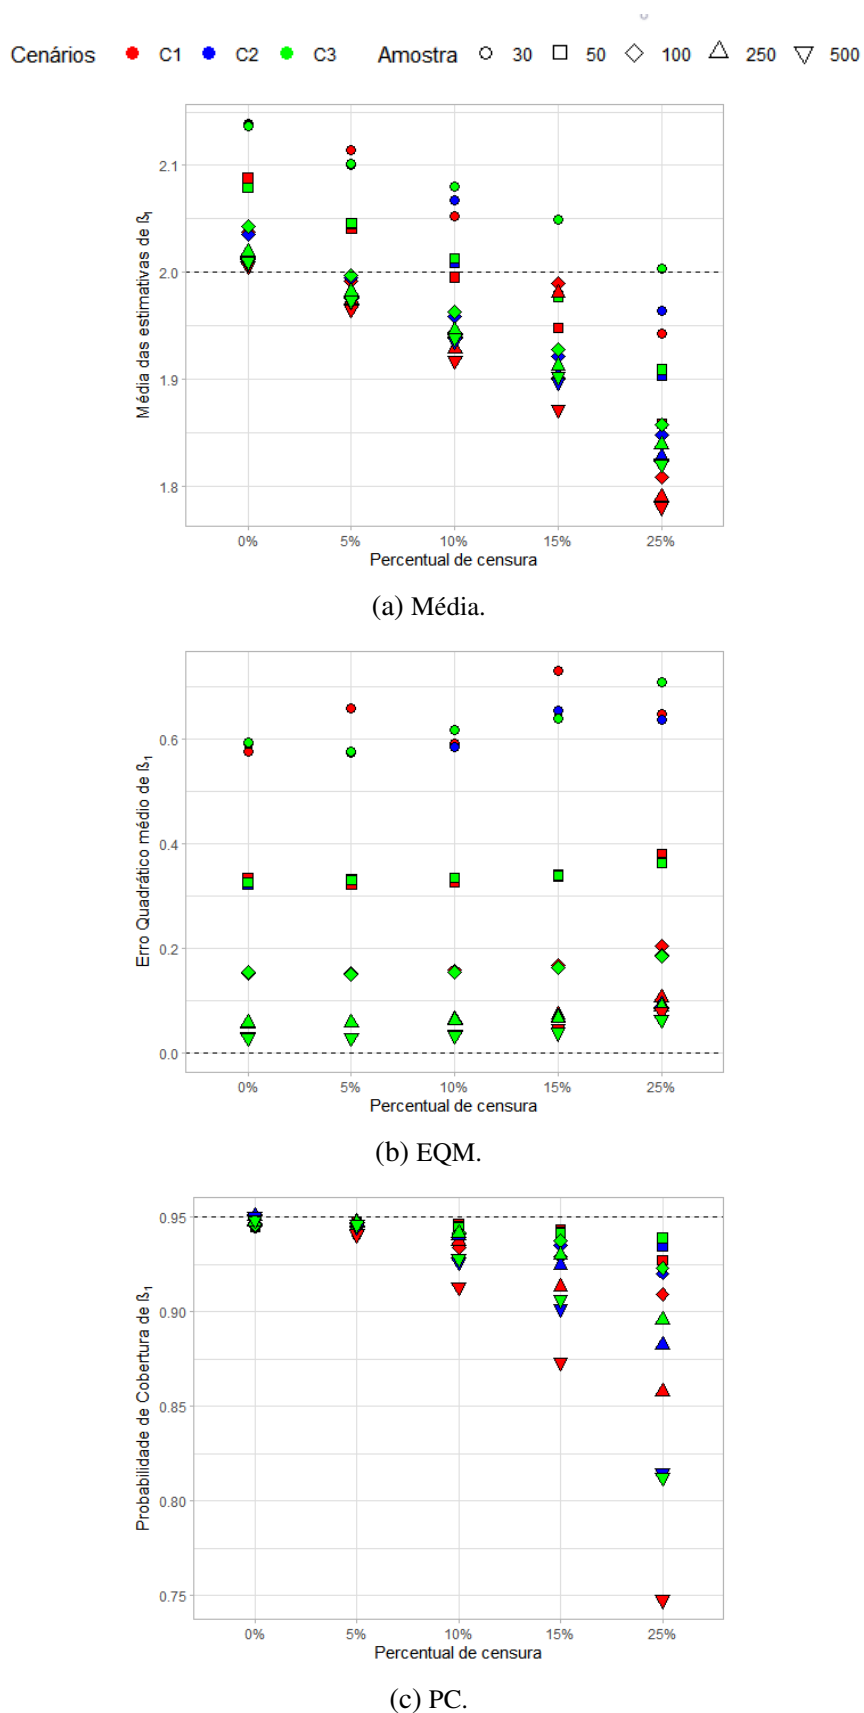 Cenários C1 C2 C3 Amostra 30 50 100 250 500
Média das estimativas de ß₁
2.1
2.0
1.9
1.8
0% 5% 10% 15% 25%
Percentual de censura
(a) Média.
Erro Quadrático médio de ß₁
0.6
0.4
0.2
0.0
0% 5% 10% 15% 25%
Percentual de censura
(b) EQM.
Probabilidade de Cobertura de ß₁
0.95
0.90
0.85
0.80
0.75
0% 5% 10% 15% 25%
Percentual de censura
(c) PC.